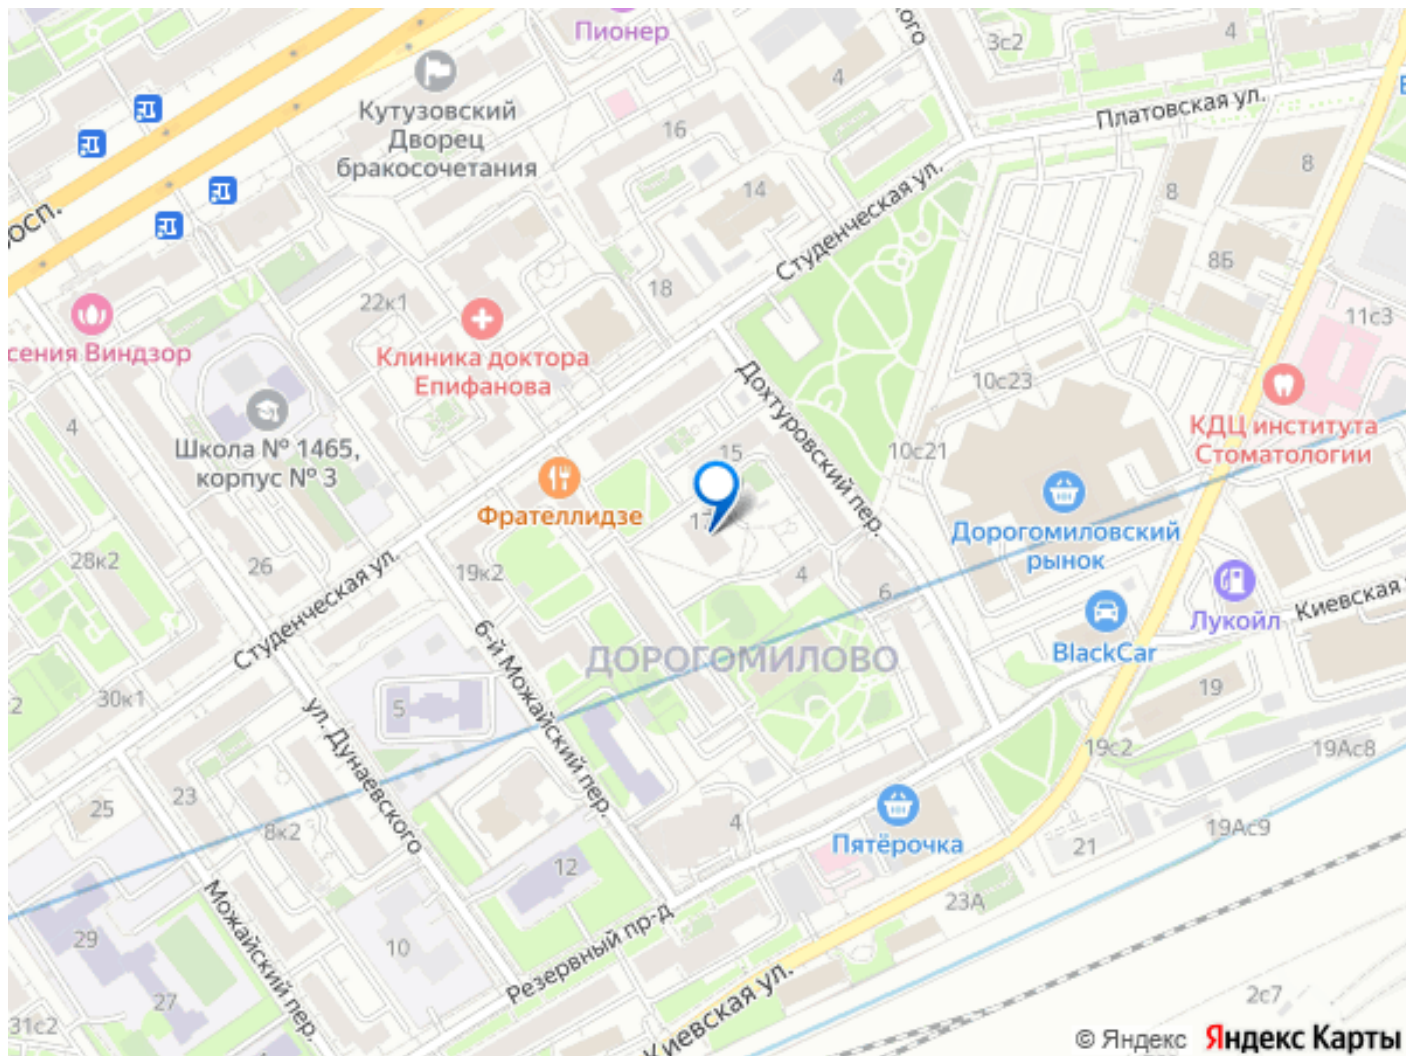 Пионер
3с2
4
4
Кутузовский
Дворец
бракосочетания
16
Платовская ул.
8
8
14
Студенческая ул.
8Б
18
22к1
11с3
сения Виндзор
Клиника доктора
Епифанова
10с23
4
Дохтуровский пер.
КДЦ института
Стоматологии
Школа № 1465,
корпус № 3
15
10с21
Фрателлидзе
17
Дорогомиловский
рынок
28к2
26
19к2
4
6
Лукойл
Киевская
Студенческая ул.
6-й Можайский пер.
BlackCar
ДОРОГОМИЛОВО
2
30к1
5
19
ул. Дунаевского
19с2
19Ас8
25
23
8к2
4
Пятёрочка
19Ас9
21
12
23А
Можайский пер.
29
10
Резервный пр-д
27
Киевская ул.
2с7
31с2
© Яндекс Яндекс Карты